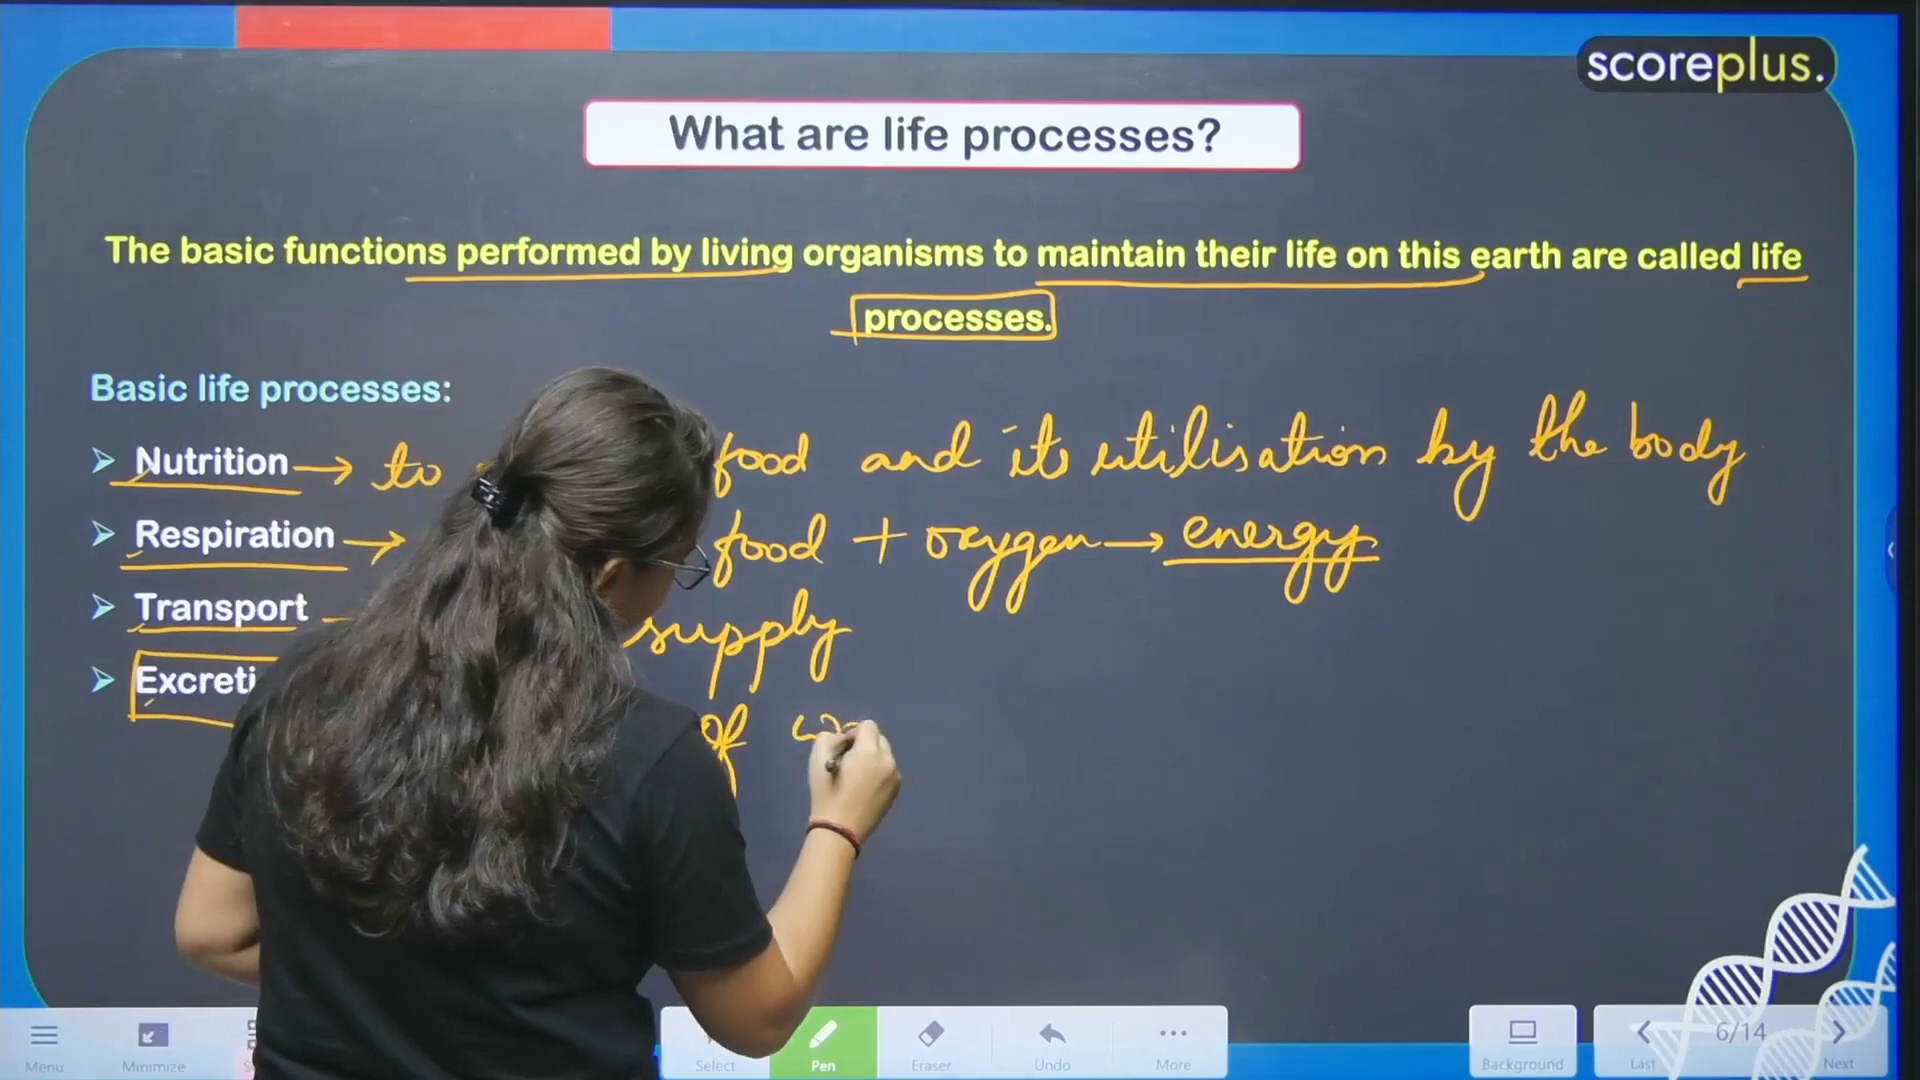 scoreplus.
What are life processes?
The basic functions performed by living organisms to maintain their life on this earth are called life
processes.
Basic life processes:
Nutrition → to food and its utilisation by the body
Respiration → food + oxygen → energy
Transport supply
Excreti of
Menu Minimize Select Pen Eraser Undo More Background Last 6/14 Next